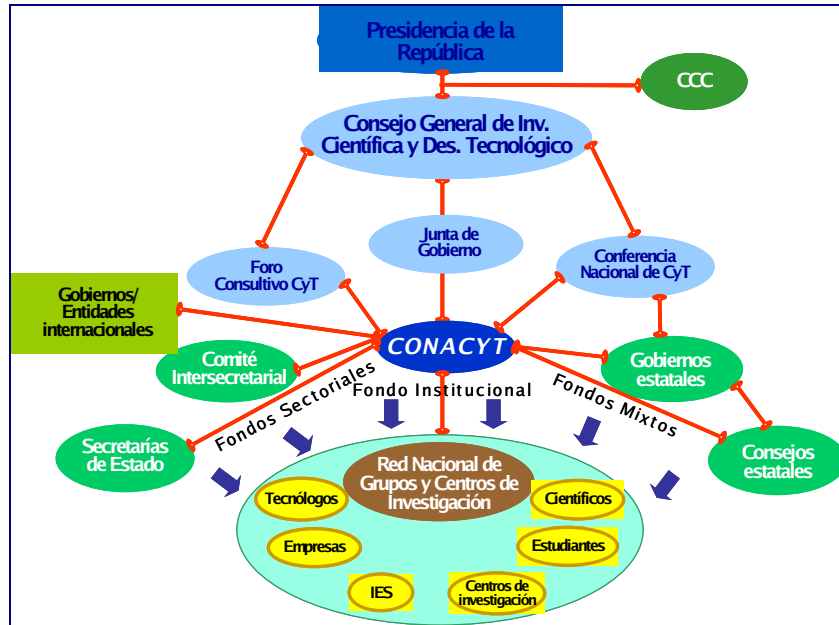 Presidencia de la
República
CCC
Consejo General de Inv.
Científica y Des. Tecnológico
Junta de
Gobierno
Foro
Consultivo CyT
Conferencia
Nacional de CyT
Gobiernos/
Entidades
internacionales
CONACYT
Comité
Intersecretarial
Gobiernos
estatales
Fondos Sectoriales
Fondo Institucional
Fondos Mixtos
Secretarías
de Estado
Consejos
estatales
Red Nacional de
Grupos y Centros de
Investigación
Tecnólogos
Científicos
Empresas
Estudiantes
IES
Centros de
investigación